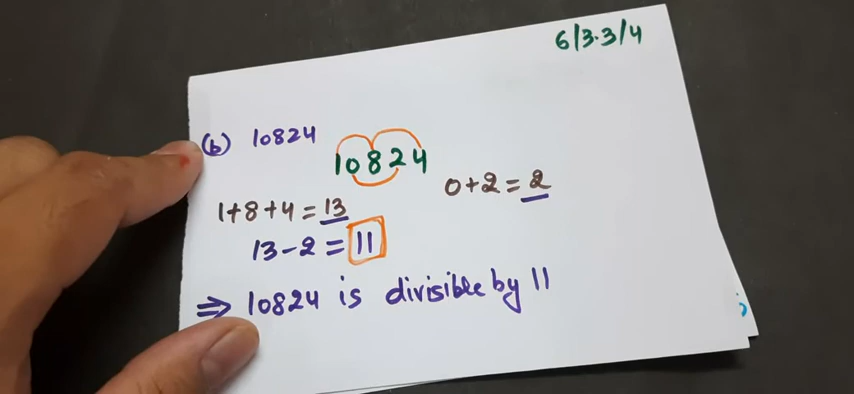 6/3.3/4
(b) 10824
10824
1+8+4=13
0+2=2
13-2=11
⇒ 10824 is divisible by 11